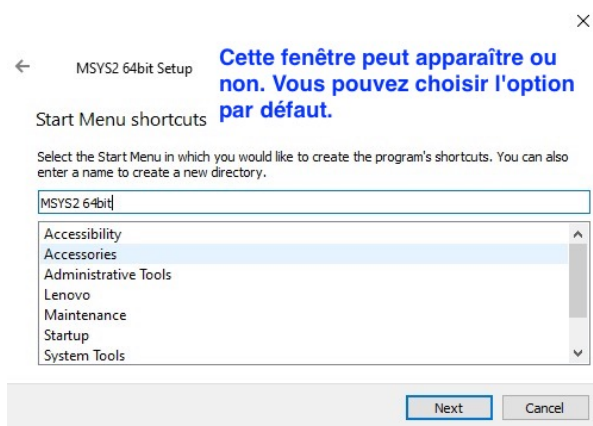 MSYS2 64bit Setup
Cette fenêtre peut apparaître ou
non. Vous pouvez choisir l'option
par défaut.
Start Menu shortcuts
Select the Start Menu in which you would like to create the program's shortcuts. You can also
enter a name to create a new directory.
MSYS2 64bit
Accessibility
Accessories
Administrative Tools
Lenovo
Maintenance
Startup
System Tools
Next
Cancel